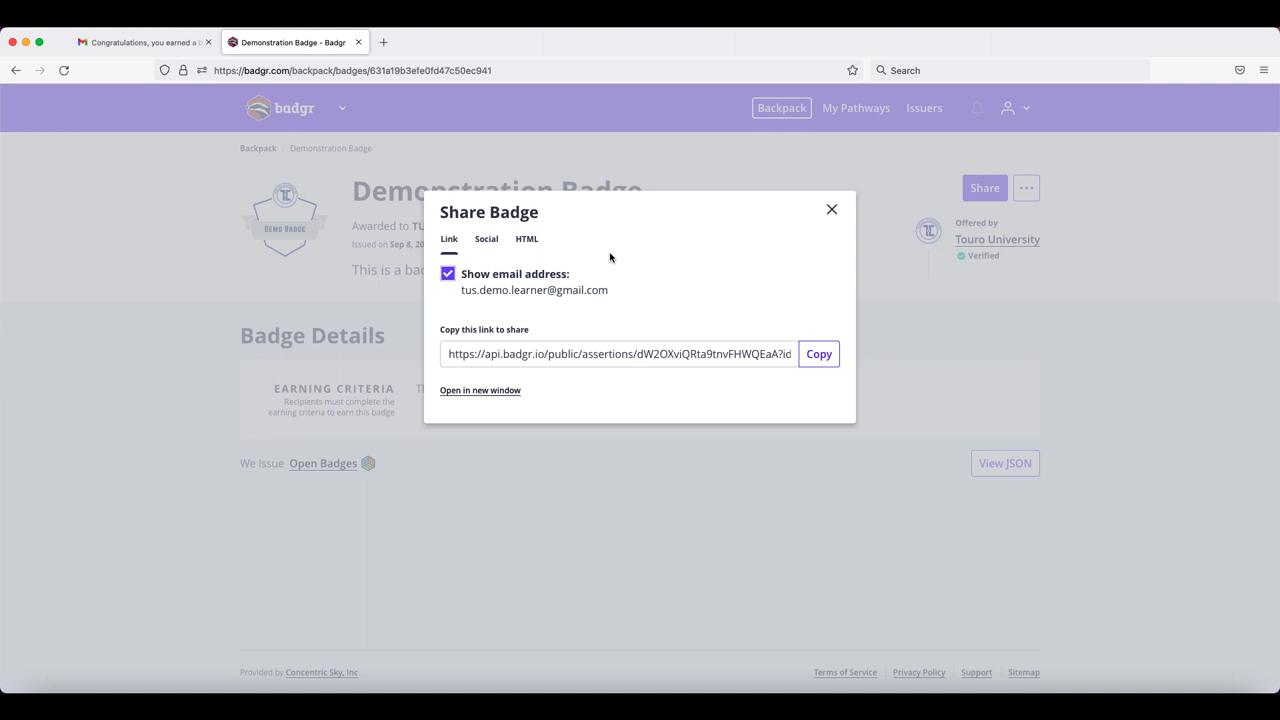 Congratulations, you earned a b
Demonstration Badge - Badgr
https://badgr.com/backpack/badges/631a19b3efe0fd47c50ec941
Search
badgr
Backpack
My Pathways
Issuers
Backpack / Demonstration Badge
DEMO BADGE
Demonstration Badge
Awarded to TU
Issued on Sep 8, 20
This is a bad
Share
Offered by
Touro University
Verified
Share Badge
Link
Social
HTML
Show email address:
tus.demo.learner@gmail.com
Copy this link to share
https://api.badgr.io/public/assertions/dW2OXviQRta9tnvFHWQEaA?id
Copy
Open in new window
Badge Details
EARNING CRITERIA
Recipients must complete the
earning criteria to earn this badge
We Issue Open Badges
View JSON
Provided by Concentric Sky, Inc
Terms of Service
Privacy Policy
Support
Sitemap